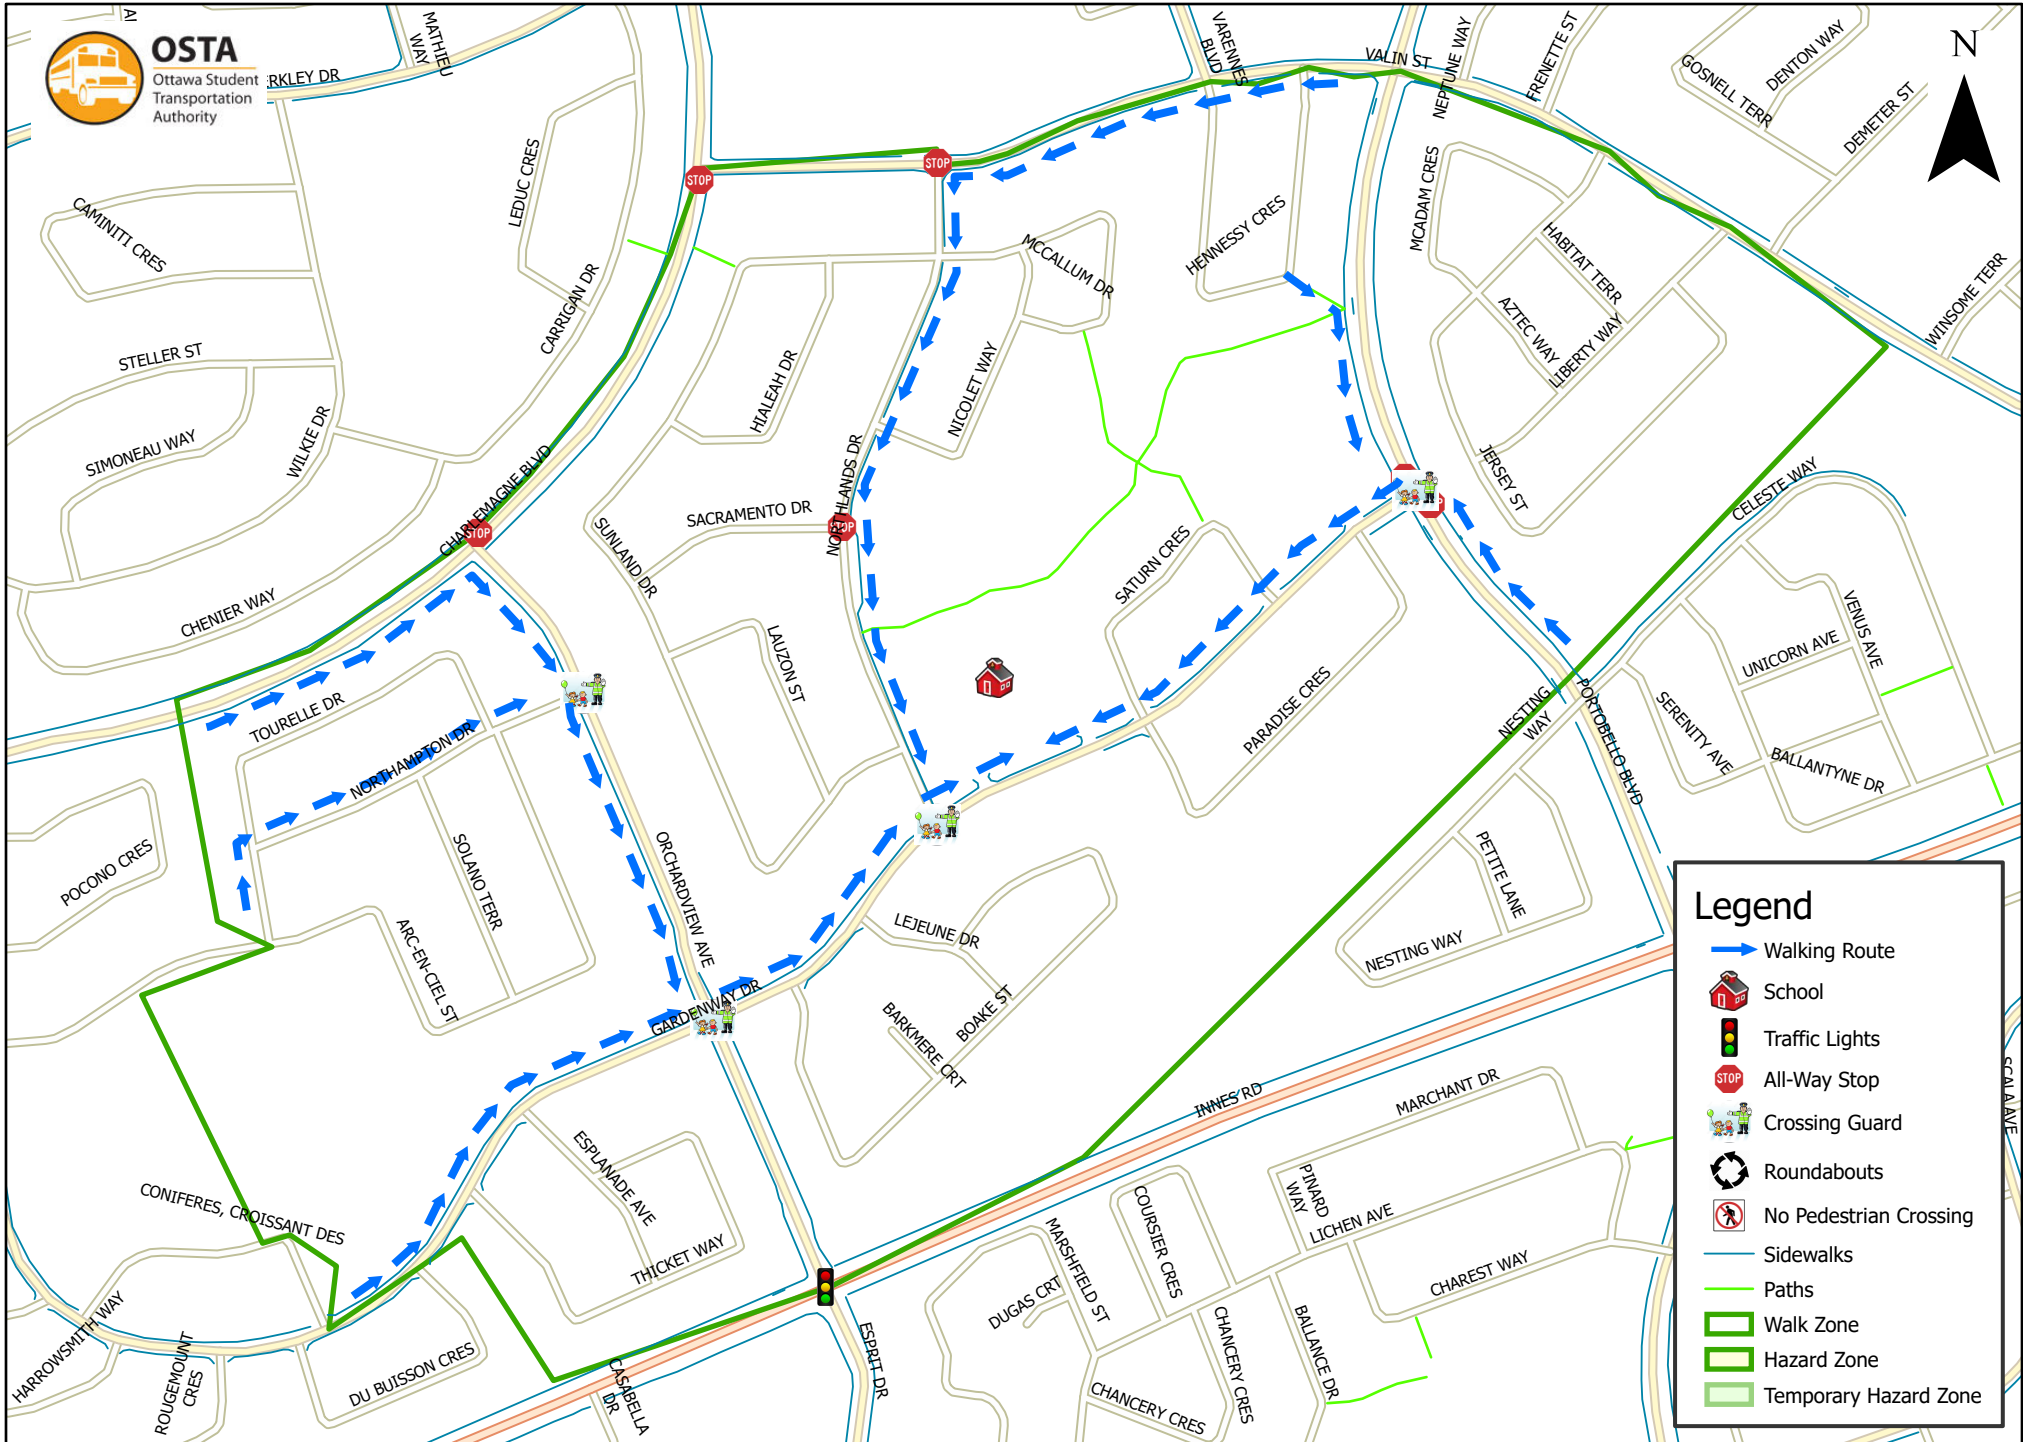 OSTA
Ottawa Student
Transportation
Authority
RKLEY DR
MATHIEU
WAY
VARENNES
BLVD
VALIN ST
NEPTUNE WAY
FRENETTE ST
GOSNELL TERR
DENTON WAY
DEMETER ST
N
CAMINITI CRES
LEDUC CRES
CARRIGAN DR
STOP
STOP
MCCALLUM DR
HENNESSY CRES
MCADAM CRES
HABITAT TERR
AZTEC WAY
LIBERTY WAY
WINSOME TERR
STELLER ST
SIMONEAU WAY
WILKIE DR
HIALEAH DR
NICOLET WAY
NORTHLANDS DR
CHARLEMAGNE BLVD
STOP
SACRAMENTO DR
STOP
SUNLAND DR
JERSEY ST
CELESTE WAY
SATURN CRES
CHENIER WAY
LAUZON ST
VENUS AVE
UNICORN AVE
SERENITY AVE
BALLANTYNE DR
TOURELLE DR
NORTHAMPTON DR
PARADISE CRES
NESTING
WAY
PORTOBELLO BLVD
POCONO CRES
SOLANO TERR
ORCHARDVIEW AVE
ARC-EN-CIEL ST
LEJEUNE DR
PETITE LANE
NESTING WAY
GARDENWAY DR
BARKMERE CRT
BOAKE ST
INNES RD
MARCHANT DR
SCALA AVE
ESPLANADE AVE
THICKET WAY
CONIFERES, CROISSANT DES
HARROWSMITH WAY
ROUGEMOUNT
CRES
DU BUISSON CRES
CASABELLA
DR
ESPRIT DR
DUGAS CRT
MARSHFIELD ST
COURSIER CRES
PINARD
WAY
LICHEN AVE
CHAREST WAY
CHANCERY CRES
CHANCERY CRES
BALLANCE DR
Legend
Walking Route
School
Traffic Lights
STOP
All-Way Stop
Crossing Guard
Roundabouts
No Pedestrian Crossing
Sidewalks
Paths
Walk Zone
Hazard Zone
Temporary Hazard Zone